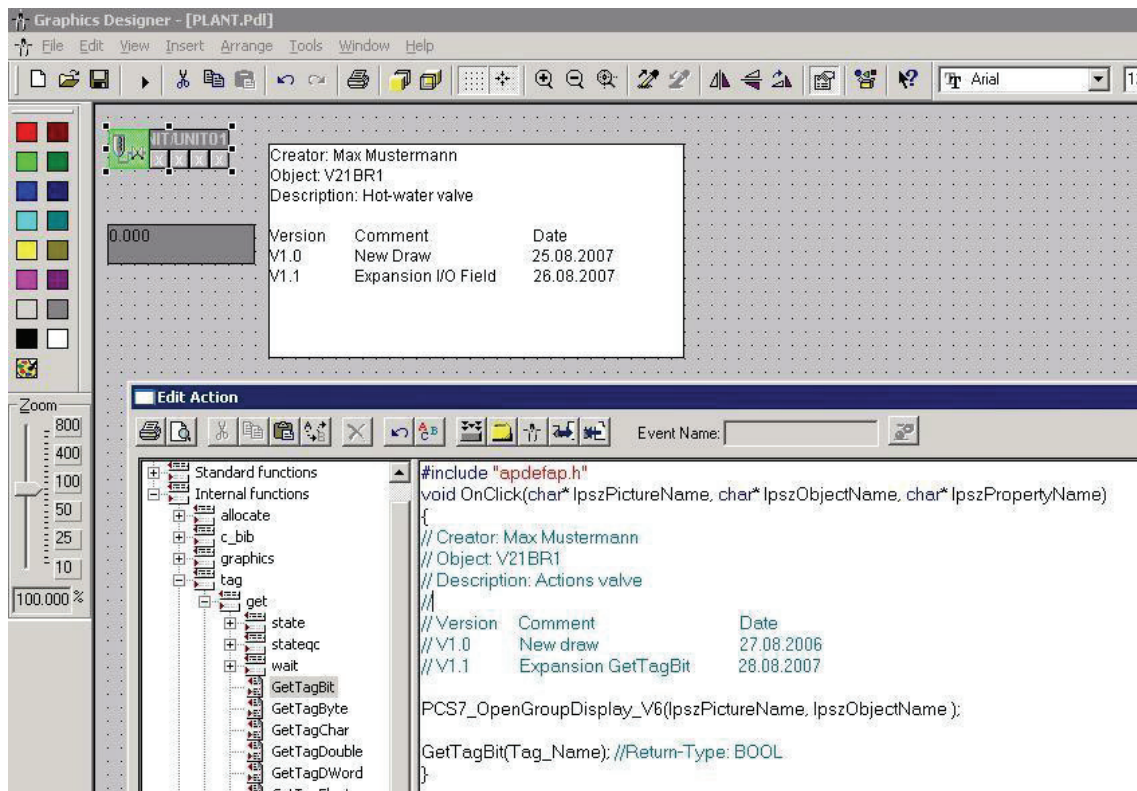 Graphics Designer - [PLANT.Pdl]
File Edit View Insert Arrange Tools Window Help
Arial
NIT/UNIT01
X X X X
Creator: Max Mustermann
Object: V21BR1
Description: Hot-water valve
0.000
Version Comment Date
V1.0 New Draw 25.08.2007
V1.1 Expansion I/O Field 26.08.2007
Edit Action
Zoom
800
400
100
50
25
10
100.000 %
Event Name:
Standard functions
Internal functions
allocate
c_bib
graphics
tag
get
state
stateqc
wait
GetTagBit
GetTagByte
GetTagChar
GetTagDouble
GetTagDWord
#include "apdefap.h"
void OnClick(char* lpszPictureName, char* lpszObjectName, char* lpszPropertyName)
{
// Creator: Max Mustermann
// Object: V21BR1
// Description: Actions valve
//
// Version Comment Date
// V1.0 New draw 27.08.2006
// V1.1 Expansion GetTagBit 28.08.2007
PCS7_OpenGroupDisplay_V6(lpszPictureName, lpszObjectName );
GetTagBit(Tag_Name); //Return-Type: BOOL
}